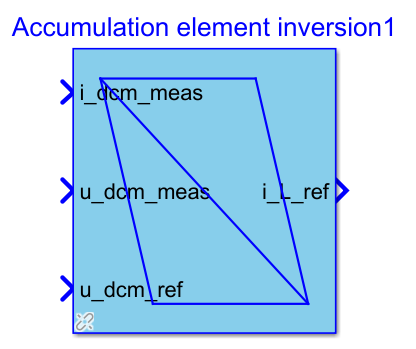 Accumulation element inversion1
i_dcm_meas
u_dcm_meas
i_L_ref
u_dcm_ref